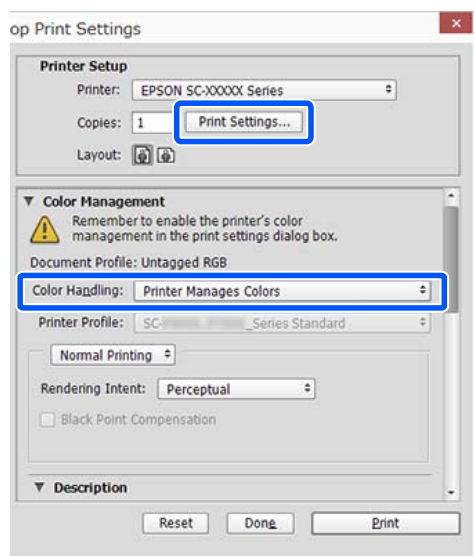 op Print Settings
Printer Setup
Printer: EPSON SC-XXXXX Series
Copies: 1 Print Settings...
Layout:
Color Management
Remember to enable the printer's color
management in the print settings dialog box.
Document Profile: Untagged RGB
Color Handling: Printer Manages Colors
Printer Profile: SC- _Series Standard
Normal Printing
Rendering Intent: Perceptual
Black Point Compensation
Description
Reset Done Print